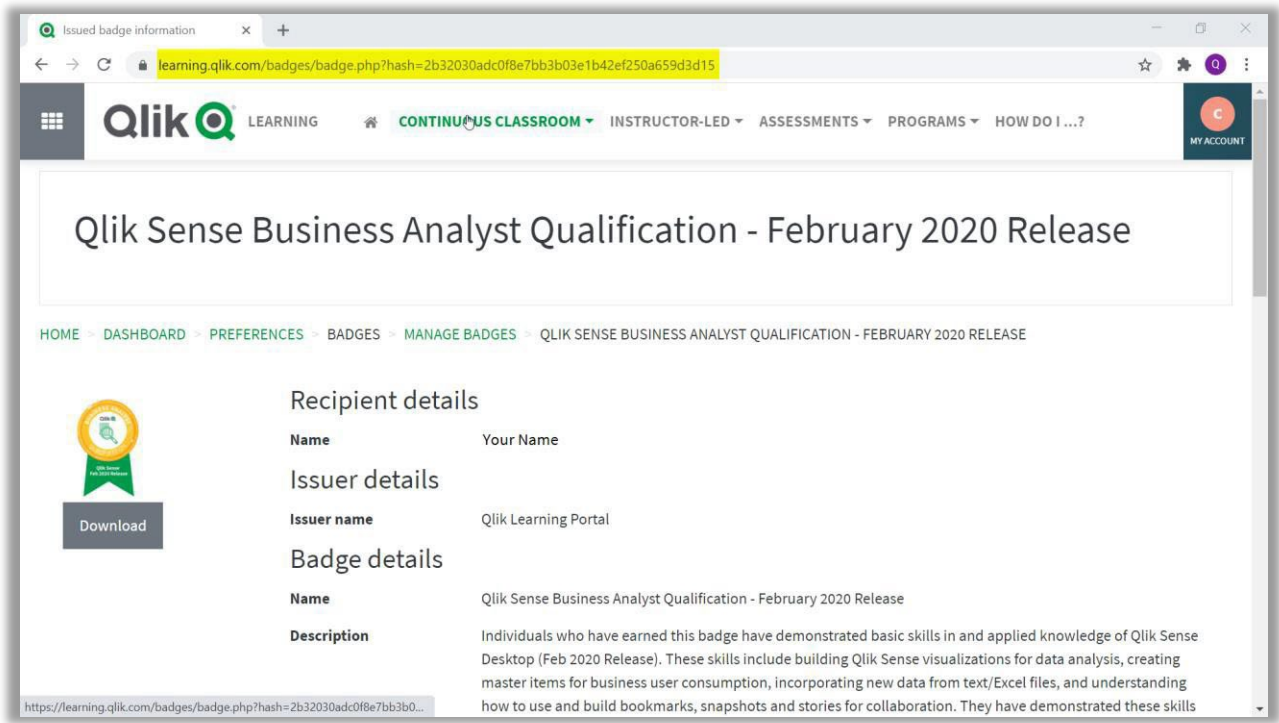 Issued badge information
learning.qlik.com/badges/badge.php?hash=2b32030adc0f8e7bb3b03e1b42ef250a659d3d15
Q
Qlik LEARNING CONTINUOUS CLASSROOM INSTRUCTOR-LED ASSESSMENTS PROGRAMS HOW DO I ...?
C
MY ACCOUNT
Qlik Sense Business Analyst Qualification - February 2020 Release
HOME > DASHBOARD > PREFERENCES > BADGES > MANAGE BADGES > QLIK SENSE BUSINESS ANALYST QUALIFICATION - FEBRUARY 2020 RELEASE
Qlik Sense
Feb 2020 Release
Download
Recipient details
Name Your Name
Issuer details
Issuer name Qlik Learning Portal
Badge details
Name Qlik Sense Business Analyst Qualification - February 2020 Release
Description Individuals who have earned this badge have demonstrated basic skills in and applied knowledge of Qlik Sense
Desktop (Feb 2020 Release). These skills include building Qlik Sense visualizations for data analysis, creating
master items for business user consumption, incorporating new data from text/Excel files, and understanding
how to use and build bookmarks, snapshots and stories for collaboration. They have demonstrated these skills
https://learning.qlik.com/badges/badge.php?hash=2b32030adc0f8e7bb3b0...